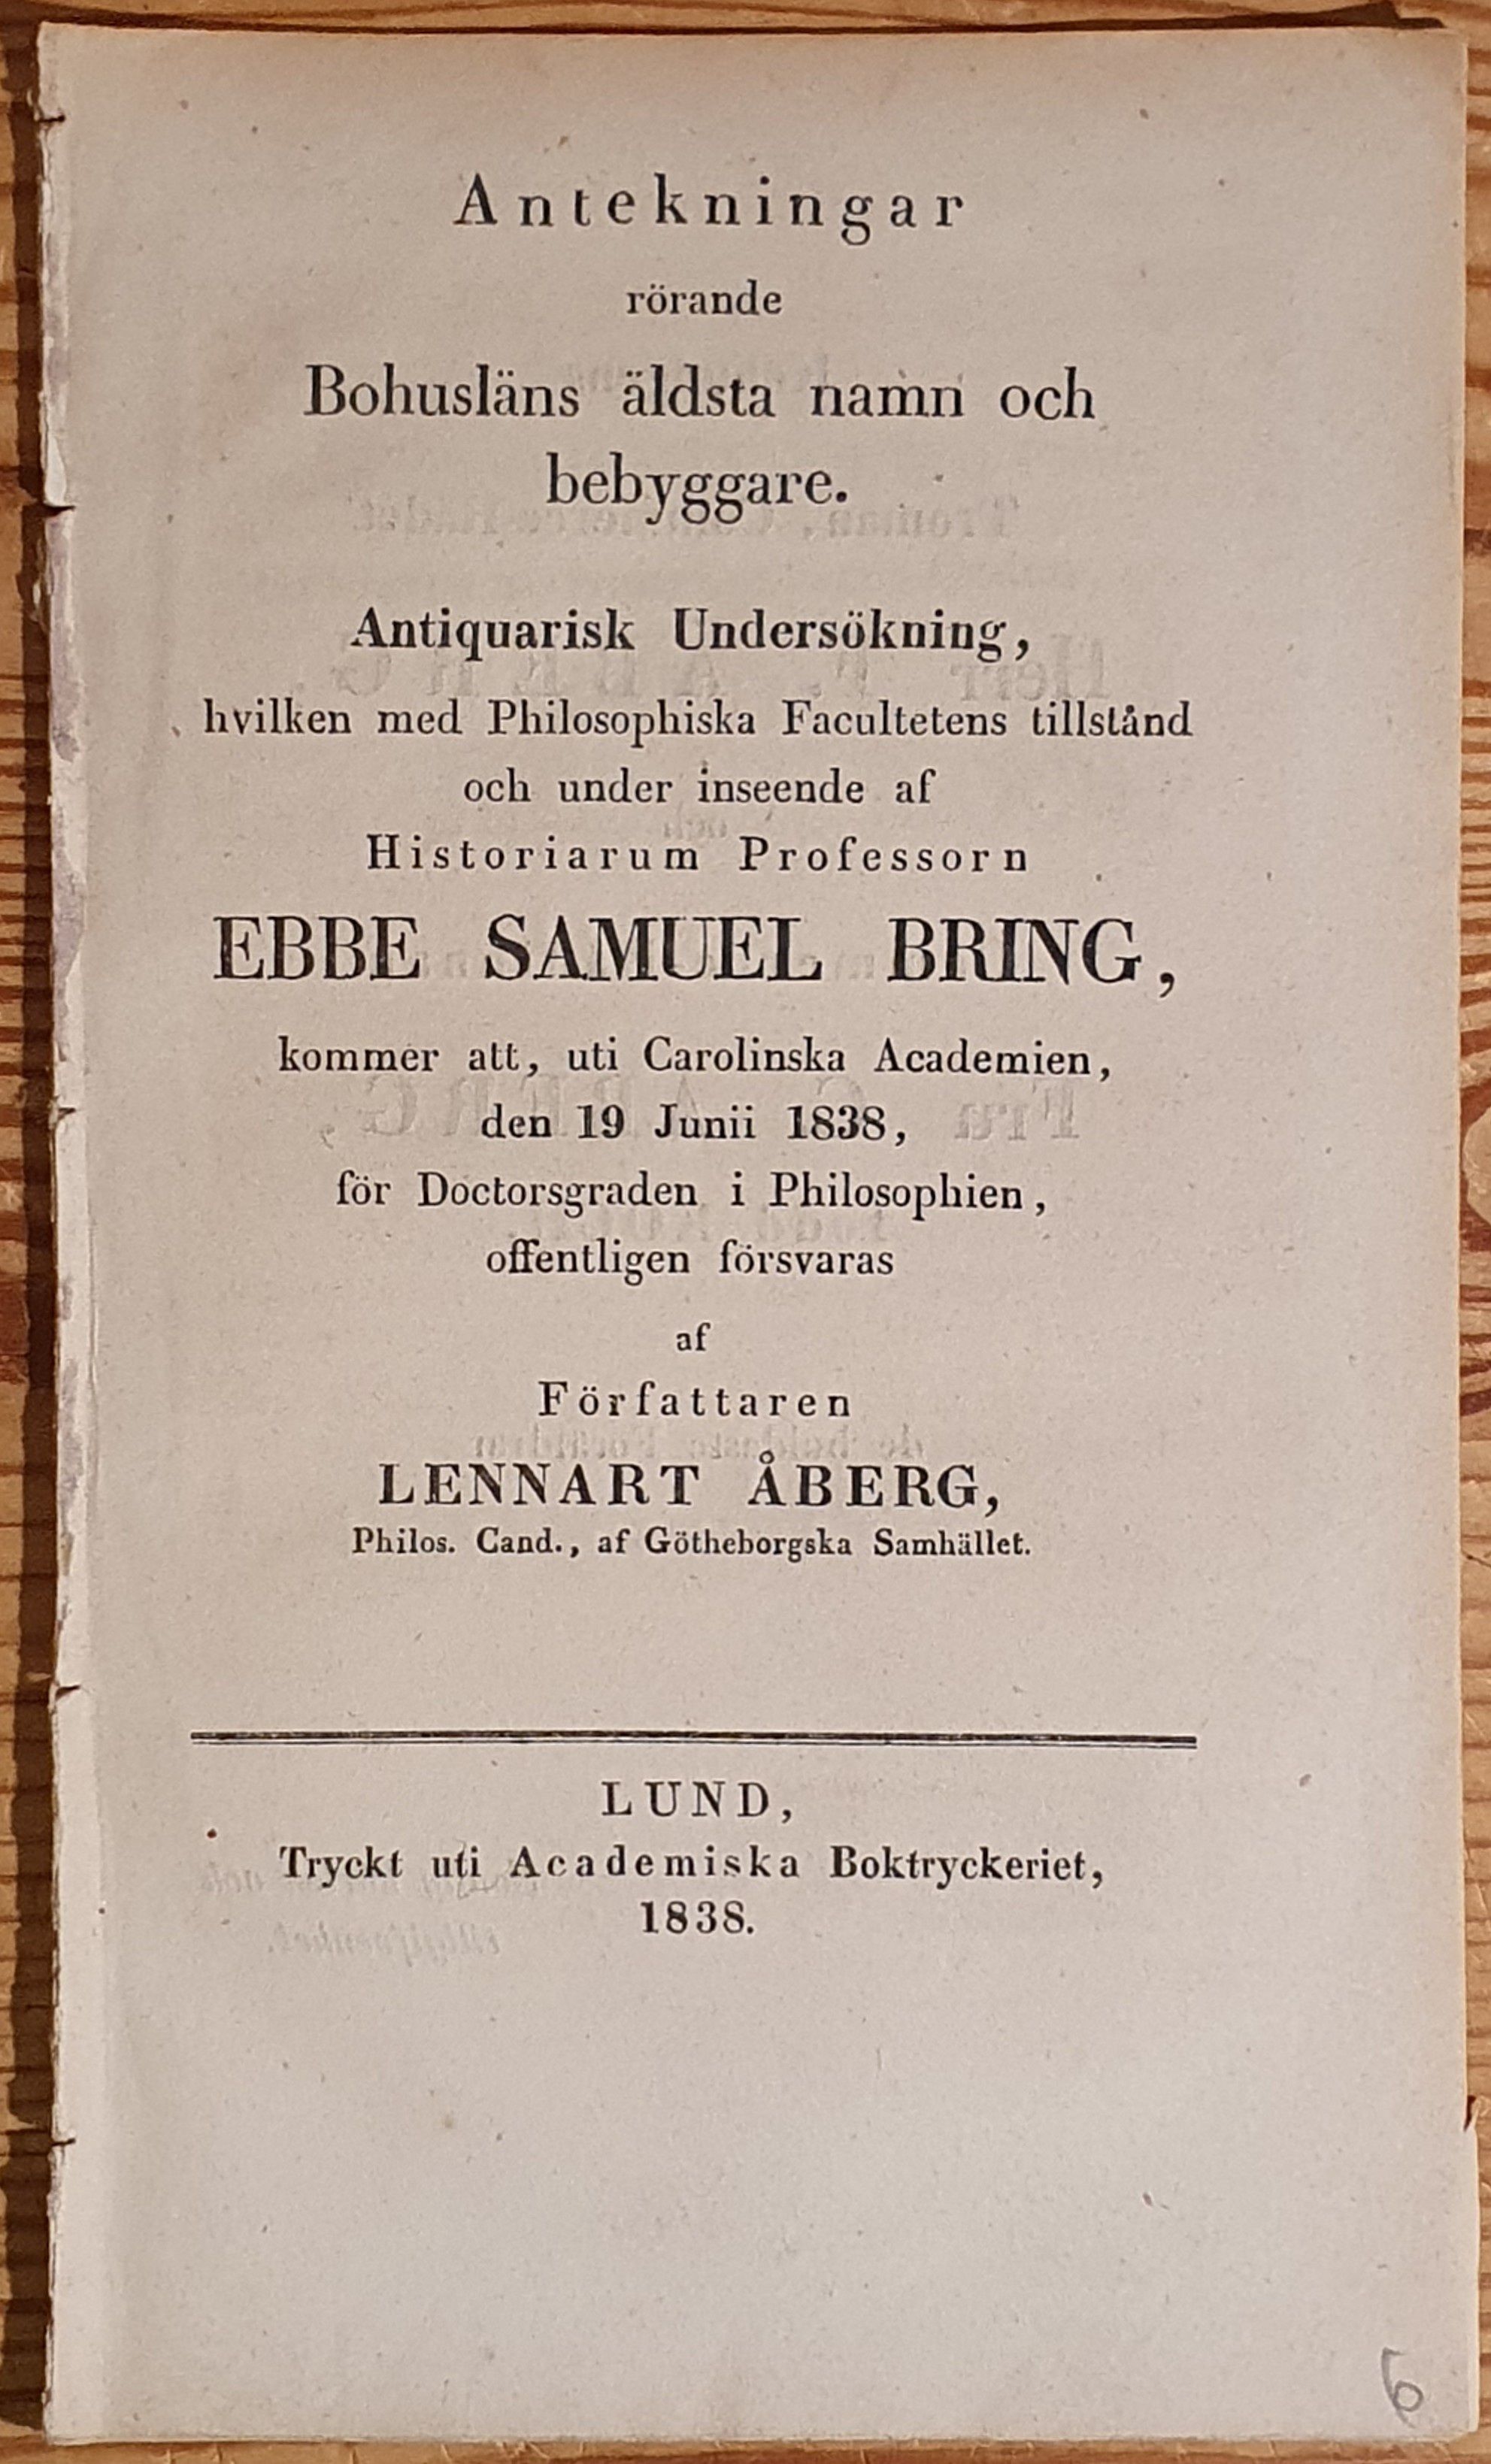 Antekningar
rörande
Bohusläns äldsta namn och
bebyggare.
Antiquarisk Undersökning,
hvilken med Philosophiska Facultetens tillstånd
och under inseende af
Historiarum Professorn
EBBE SAMUEL BRING,
kommer att, uti Carolinska Academien,
den 19 Junii 1838,
för Doctorsgraden i Philosophien,
offentligen försvaras
af
Författaren
LENNART ÅBERG,
Philos. Cand., af Götheborgska Samhället.
LUND,
Tryckt uti Academiska Boktryckeriet,
1838.
6